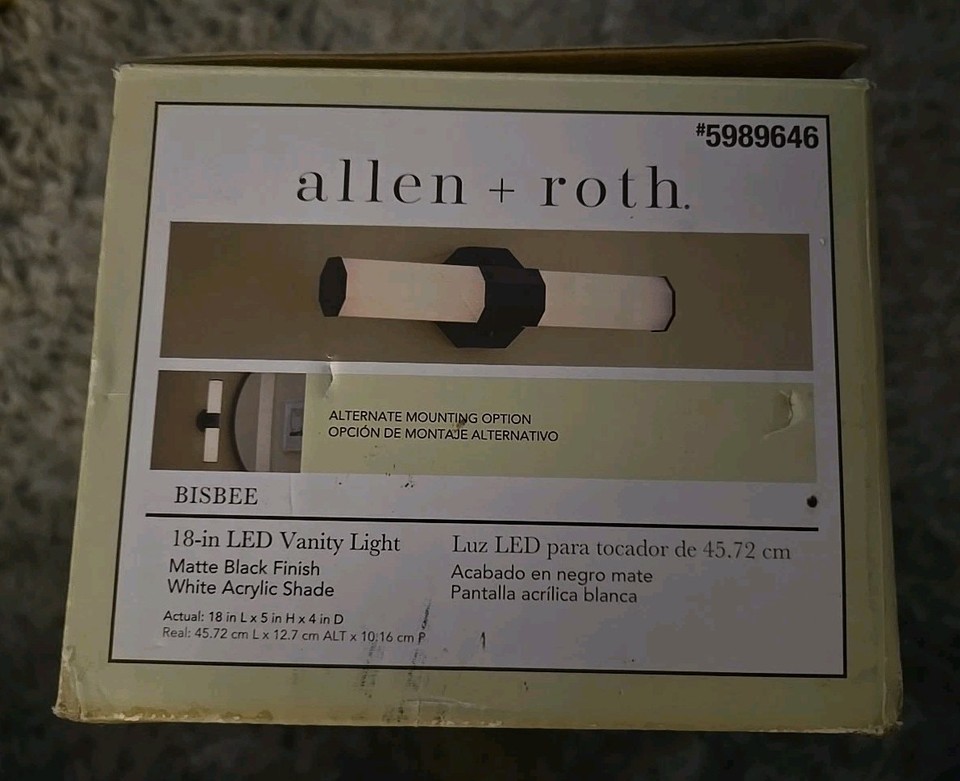 #5989646
allen + roth.
ALTERNATE MOUNTING OPTION
OPCIÓN DE MONTAJE ALTERNATIVO
BISBEE
18-in LED Vanity Light
Matte Black Finish
White Acrylic Shade
Actual: 18 in L x 5 in H x 4 in D
Real: 45.72 cm L x 12.7 cm ALT x 10.16 cm P
Luz LED para tocador de 45.72 cm
Acabado en negro mate
Pantalla acrílica blanca